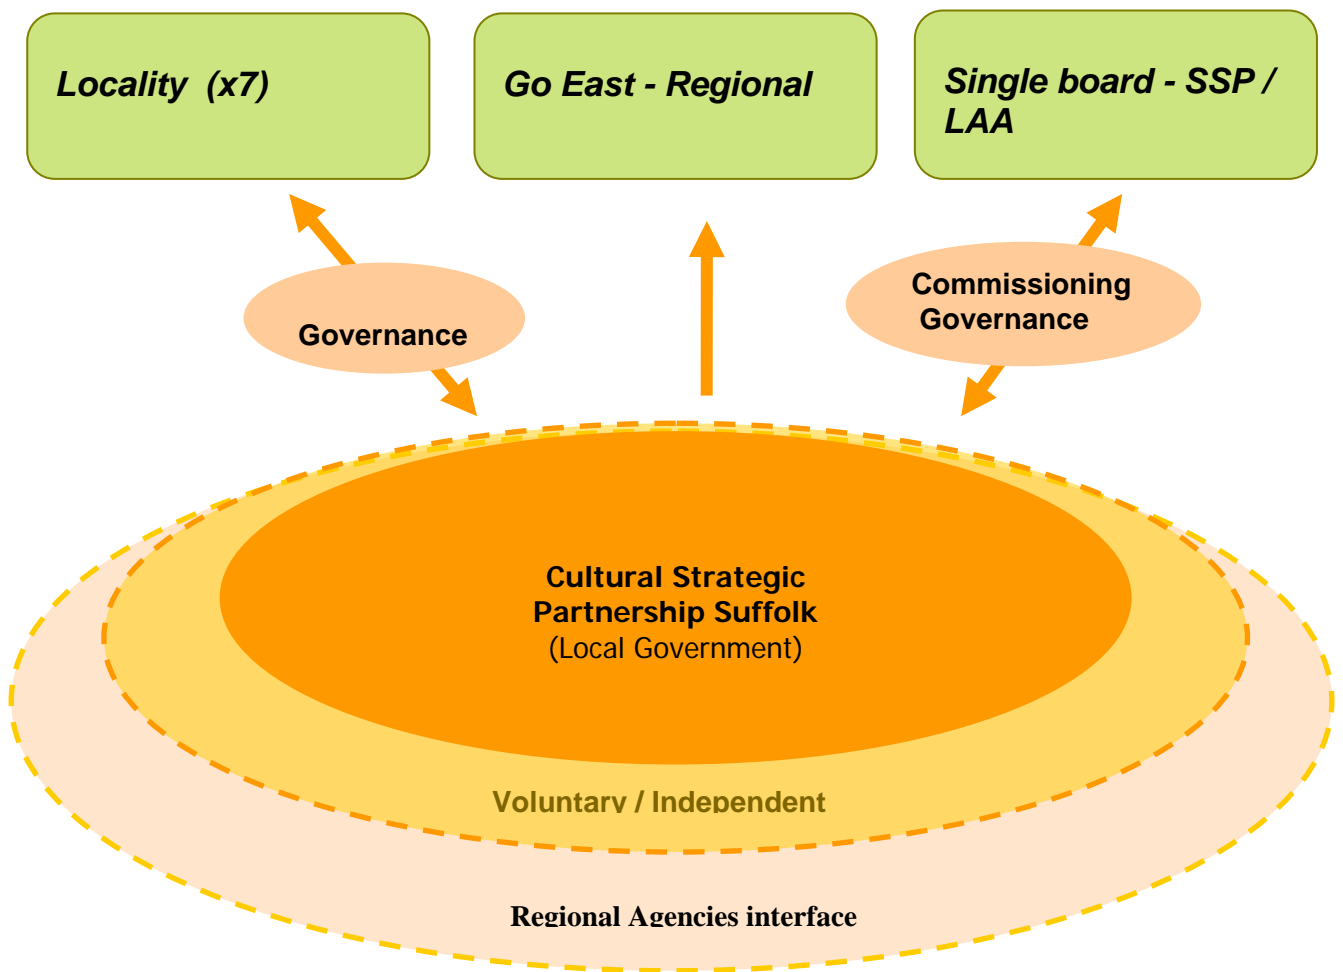 Locality (x7)
Go East - Regional
Single board - SSP /
LAA
Governance
Commissioning
Governance
Cultural Strategic
Partnership Suffolk
(Local Government)
Voluntary / Independent
Regional Agencies interface